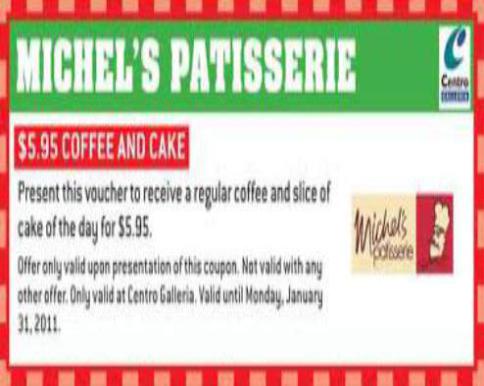 MICHEL'S PATISSERIE
Centro
$5.95 COFFEE AND CAKE
Present this voucher to receive a regular coffee and slice of
cake of the day for $5.95.
Michel's
patisserie
Offer only valid upon presentation of this coupon. Not valid with any
other offer. Only valid at Centro Galleria. Valid until Monday, January
31, 2011.